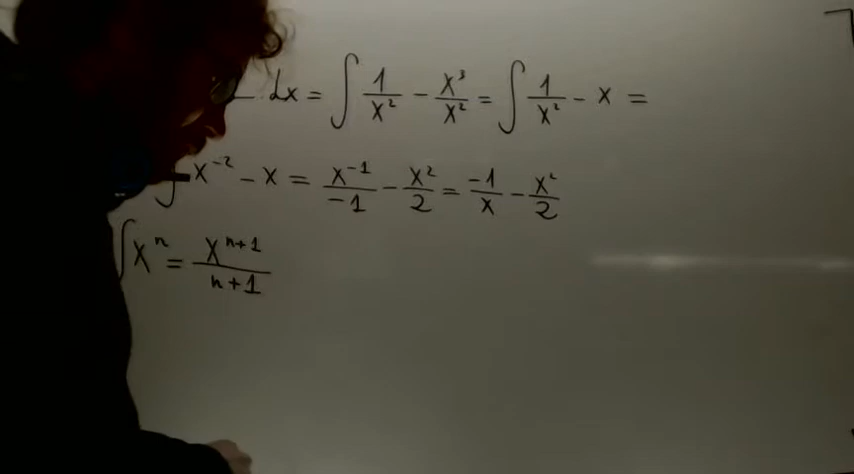 dx = ∫ 1/x² - x³/x² = ∫ 1/x² - x =
∫ x⁻² - x = x⁻¹/-1 - x²/2 = -1/x - x²/2
∫ xⁿ = xⁿ⁺¹/n+1